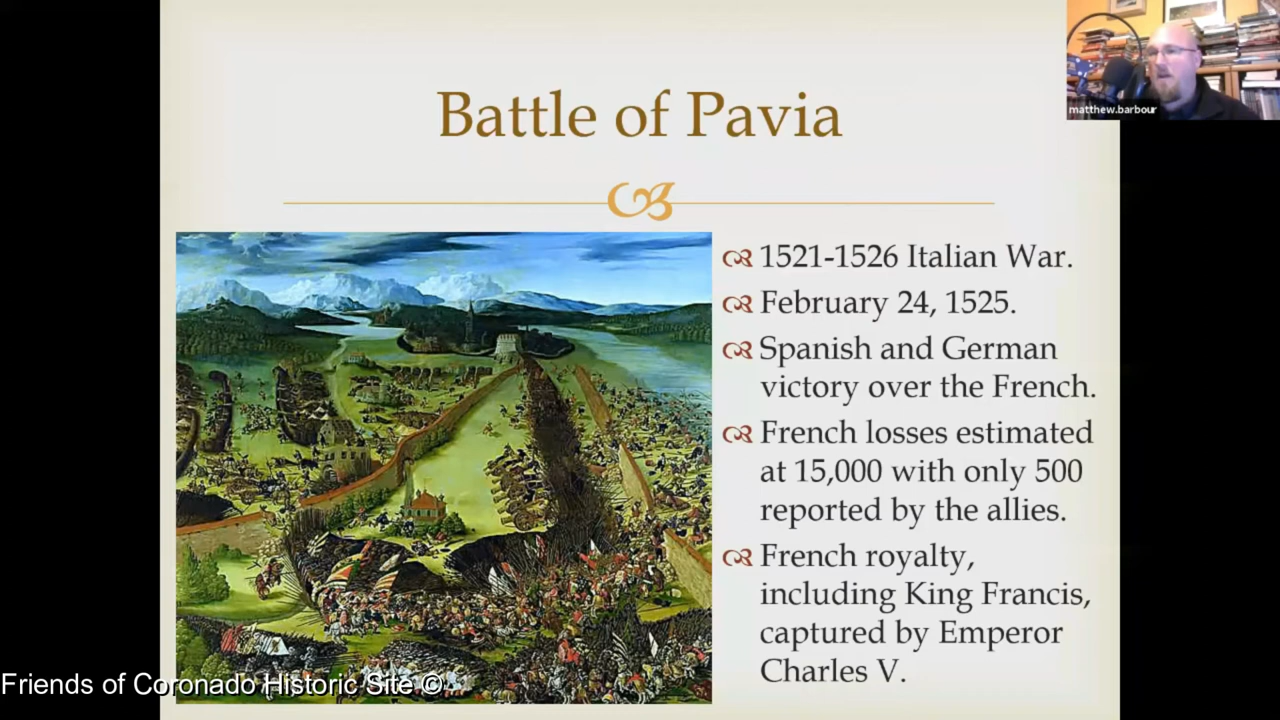 matthew.barbour
Battle of Pavia
1521-1526 Italian War.
February 24, 1525.
Spanish and German
victory over the French.
French losses estimated
at 15,000 with only 500
reported by the allies.
French royalty,
including King Francis,
captured by Emperor
Charles V.
Friends of Coronado Historic Site ©